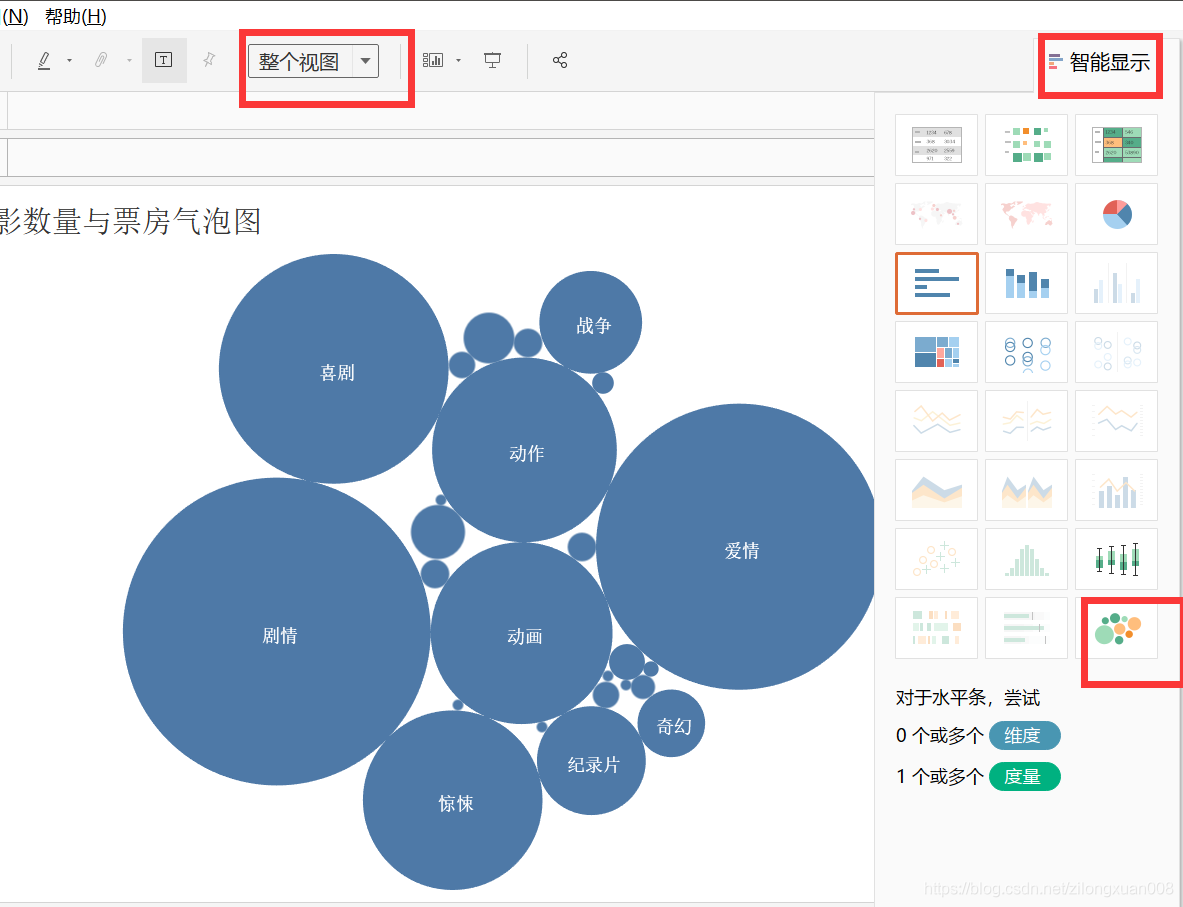 (N) 帮助(H)
T
整个视图
智能显示
影数量与票房气泡图
战争
喜剧
动作
爱情
剧情
动画
奇幻
纪录片
惊悚
对于水平条，尝试
0 个或多个 维度
1 个或多个 度量
https://blog.csdn.net/zilongxuan008